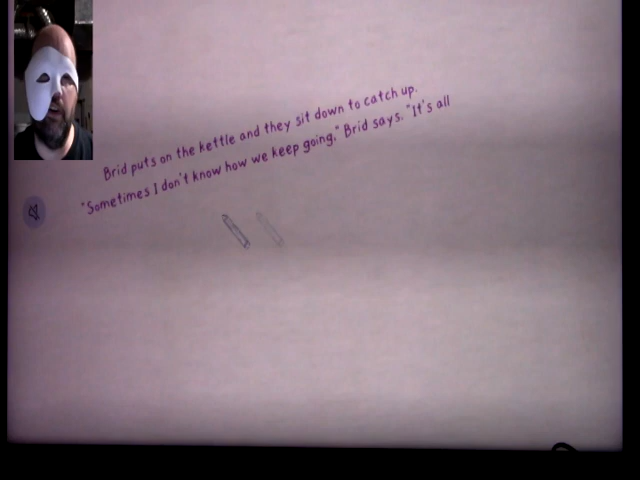 Brid puts on the kettle and they sit down to catch up.
"Sometimes I don't know how we keep going," Brid says. "It's all